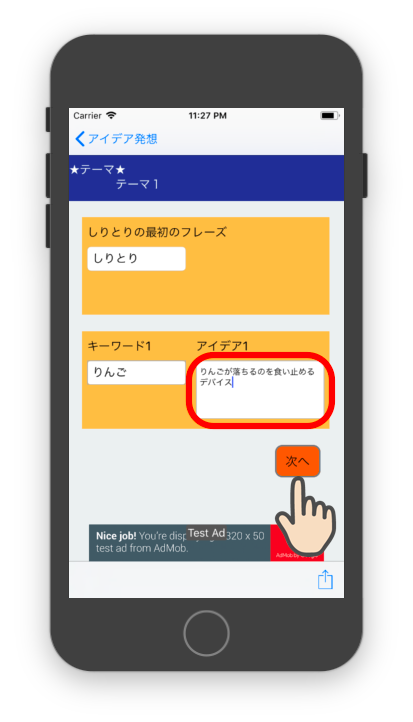 Carrier 11:27 PM
アイデア発想
★テーマ★
テーマ1
しりとりの最初のフレーズ
しりとり
キーワード1 アイデア1
りんご
りんごが落ちるのを食い止める
デバイス
次へ
Nice job! You're 320 x 50
Test Ad
test ad from AdMob.